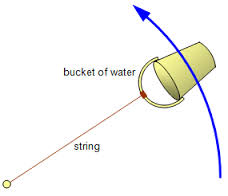 bucket of water
string